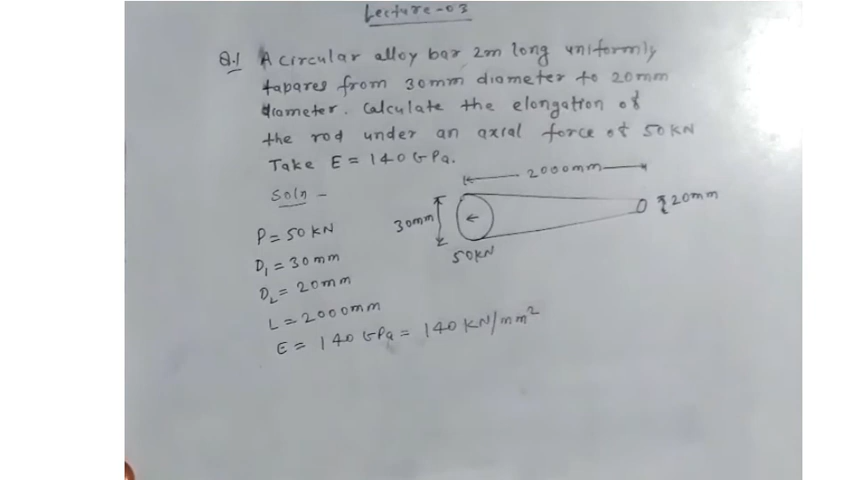 Lecture-03
Q.1 A circular alloy bar 2m long uniformly
tapares from 30mm diameter to 20mm
diameter. Calculate the elongation of
the rod under an axial force of 50KN
Take E = 140 GPa.
Soln -
2000mm
30mm
20mm
50KN
P = 50 KN
D₁ = 30mm
D₂ = 20mm
L = 2000mm
E = 140 GPa = 140 KN/mm²